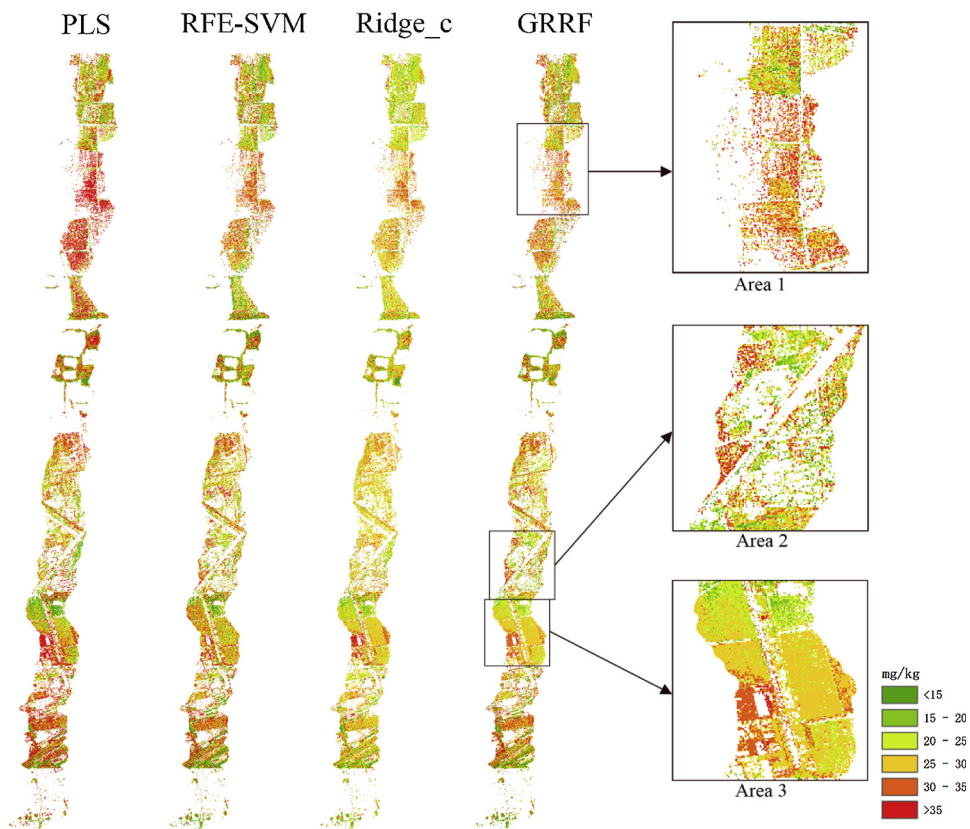 PLS RFE-SVM Ridge_c GRRF
Area 1
Area 2
Area 3
mg/kg
<15
15 - 20
20 - 25
25 - 30
30 - 35
>35